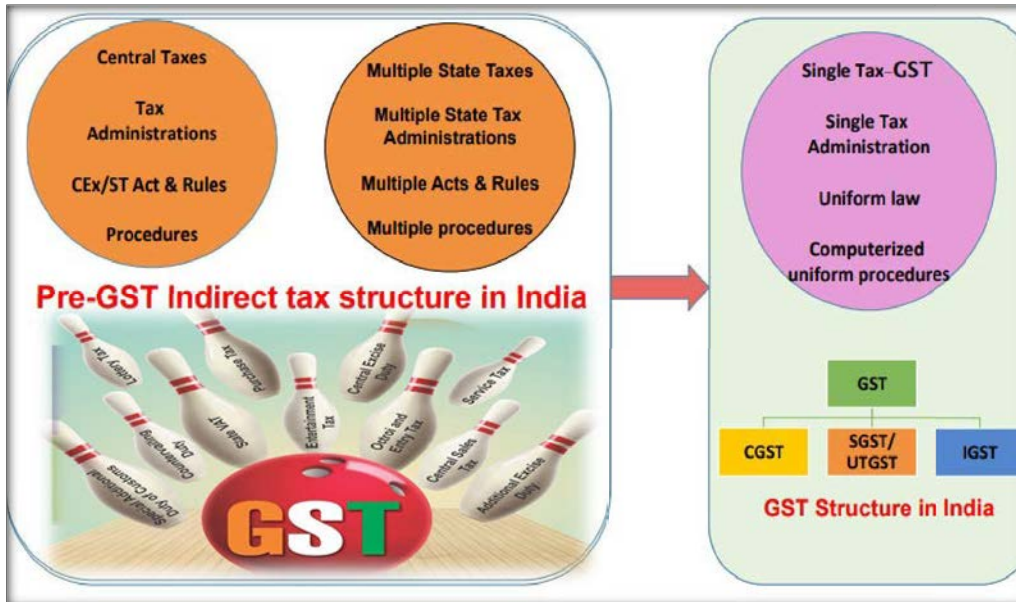 Central Taxes
Tax
Administrations
CEx/ST Act & Rules
Procedures
Multiple State Taxes
Multiple State Tax
Administrations
Multiple Acts & Rules
Multiple procedures
Pre-GST Indirect tax structure in India
Lottery Tax
Purchase Tax
Central Excise
Duty
Service Tax
Countervailing
Duty
State VAT
Entertainment
Tax
Octroi and
Entry Tax
Central Sales
Tax
Special Additional
Duty of Customs
Additional Excise
Duty
GST
Single Tax-GST
Single Tax
Administration
Uniform law
Computerized
uniform procedures
GST
CGST
SGST/
UTGST
IGST
GST Structure in India